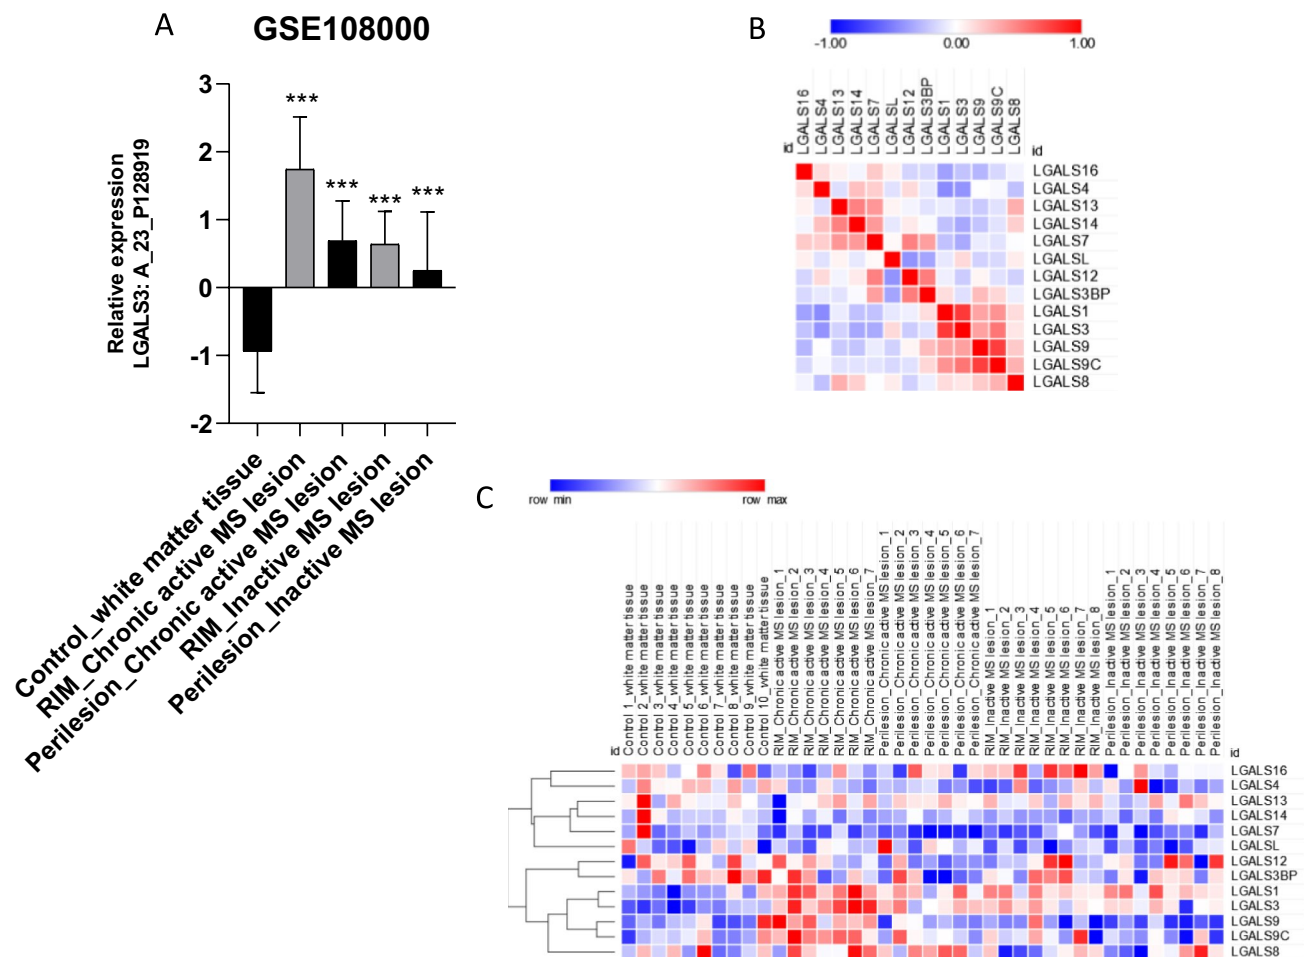 A
GSE108000
Relative expression
LGALS3: A_23_P128919
3
2
1
0
-1
-2
***
***
***
***
Control_white matter tissue
RIM_Chronic active MS lesion
Perilesion_Chronic active MS lesion
RIM_Inactive MS lesion
Perilesion_Inactive MS lesion
B
-1.00 0.00 1.00
id
LGALS16
LGALS4
LGALS13
LGALS14
LGALS7
LGALSL
LGALS12
LGALS3BP
LGALS1
LGALS3
LGALS9
LGALS9C
LGALS8
id
LGALS16
LGALS4
LGALS13
LGALS14
LGALS7
LGALSL
LGALS12
LGALS3BP
LGALS1
LGALS3
LGALS9
LGALS9C
LGALS8
C
row min row max
id
Control 1_white matter tissue
Control 2_white matter tissue
Control 3_white matter tissue
Control 4_white matter tissue
Control 5_white matter tissue
Control 6_white matter tissue
Control 7_white matter tissue
Control 8_white matter tissue
Control 9_white matter tissue
Control 10_white matter tissue
RIM_Chronic active MS lesion_1
RIM_Chronic active MS lesion_2
RIM_Chronic active MS lesion_3
RIM_Chronic active MS lesion_4
RIM_Chronic active MS lesion_5
RIM_Chronic active MS lesion_6
RIM_Chronic active MS lesion_7
Perilesion_Chronic active MS lesion_1
Perilesion_Chronic active MS lesion_2
Perilesion_Chronic active MS lesion_3
Perilesion_Chronic active MS lesion_4
Perilesion_Chronic active MS lesion_5
Perilesion_Chronic active MS lesion_6
Perilesion_Chronic active MS lesion_7
RIM_Inactive MS lesion_1
RIM_Inactive MS lesion_2
RIM_Inactive MS lesion_3
RIM_Inactive MS lesion_4
RIM_Inactive MS lesion_5
RIM_Inactive MS lesion_6
RIM_Inactive MS lesion_7
RIM_Inactive MS lesion_8
Perilesion_Inactive MS lesion_1
Perilesion_Inactive MS lesion_2
Perilesion_Inactive MS lesion_3
Perilesion_Inactive MS lesion_4
Perilesion_Inactive MS lesion_5
Perilesion_Inactive MS lesion_6
Perilesion_Inactive MS lesion_7
Perilesion_Inactive MS lesion_8
id
LGALS16
LGALS4
LGALS13
LGALS14
LGALS7
LGALSL
LGALS12
LGALS3BP
LGALS1
LGALS3
LGALS9
LGALS9C
LGALS8